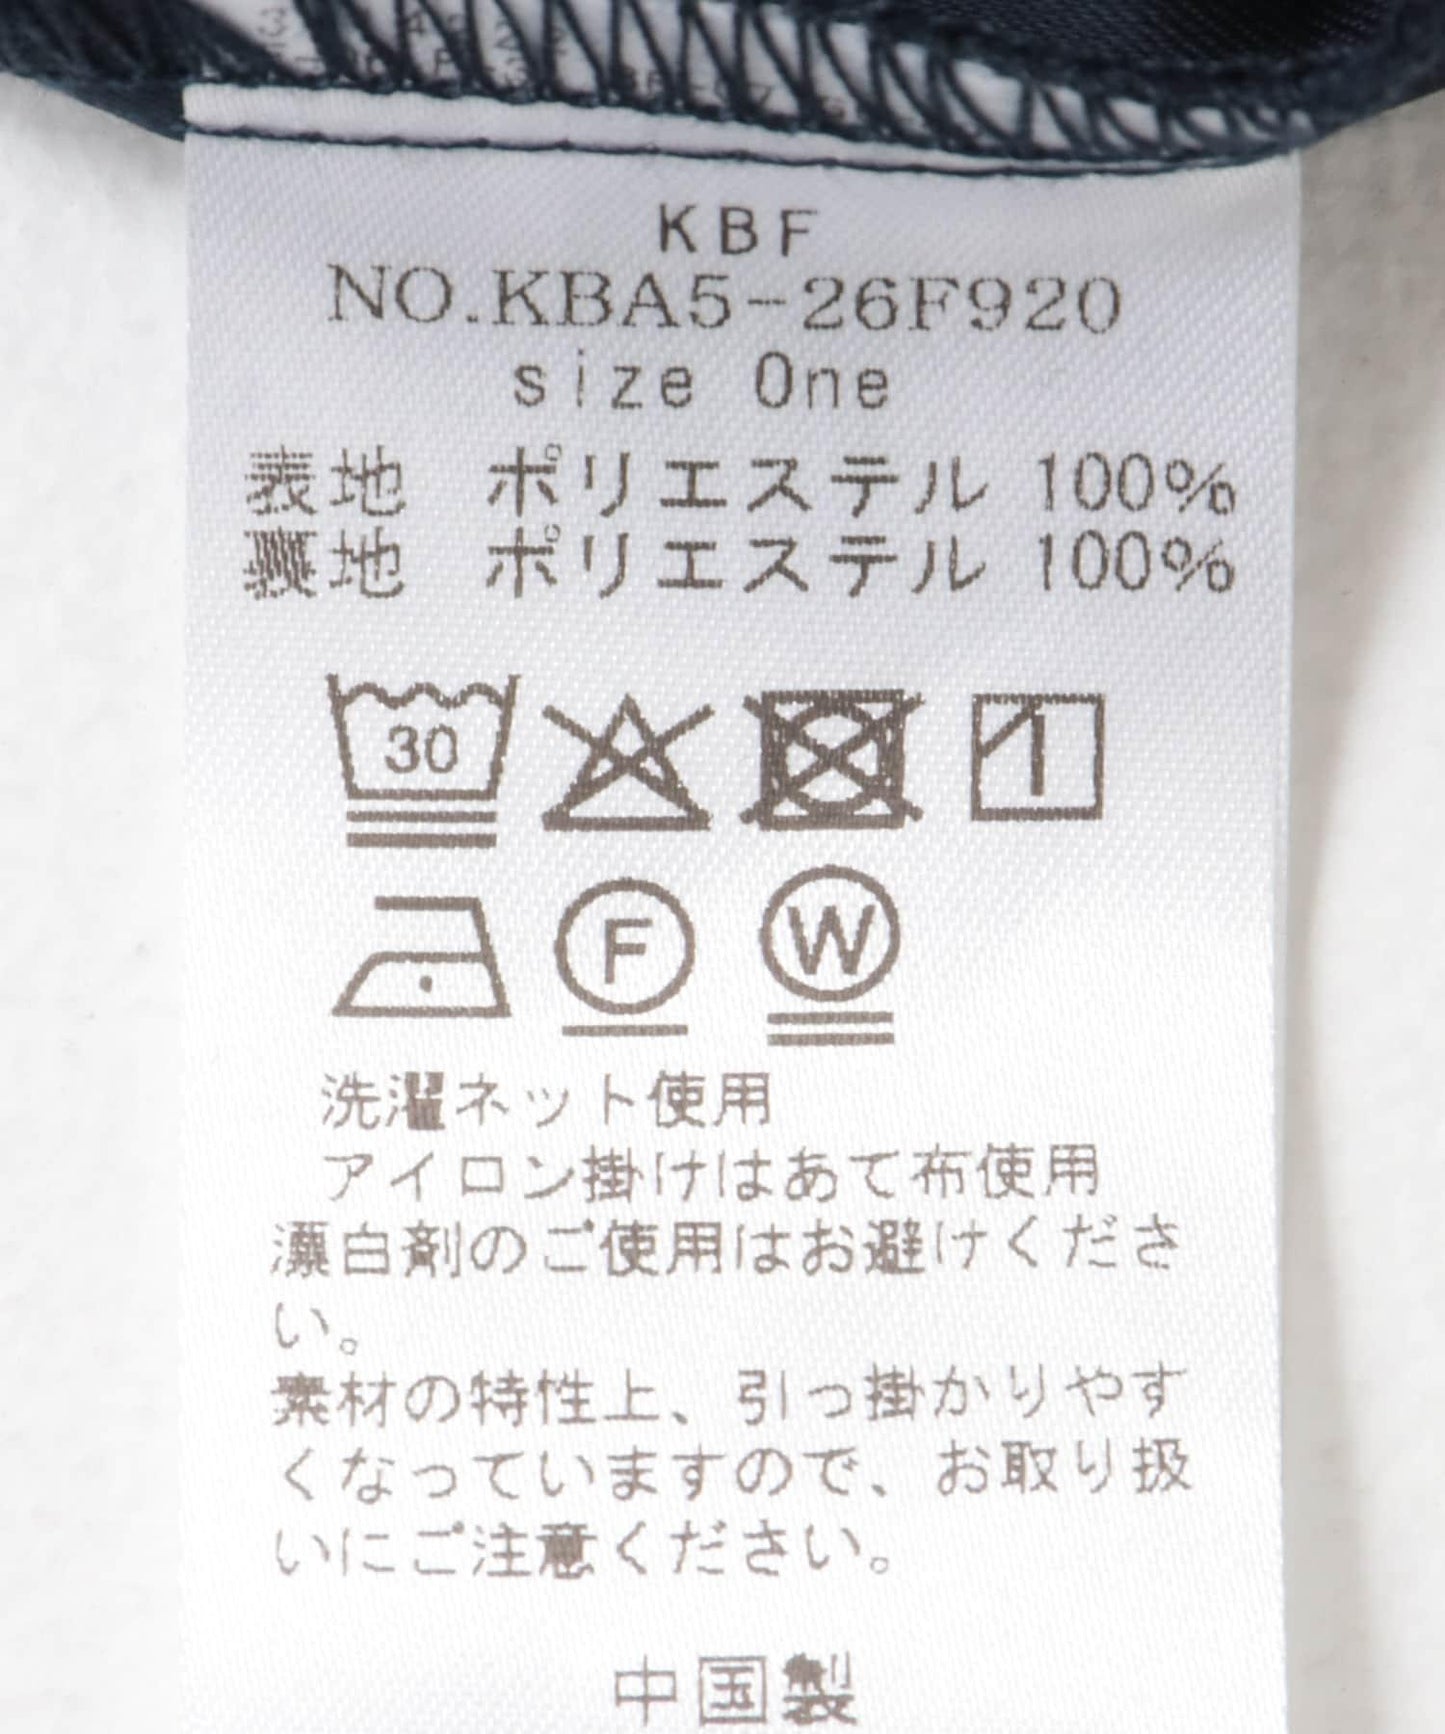 KBF
NO.KBA5-26F920
size One
表地 ポリエステル 100%
裏地 ポリエステル 100%
30
F
W
洗濯ネット使用
アイロン掛けはあて布使用
漂白剤のご使用はお避けくださ
い。
素材の特性上、引っ掛かりやす
くなっていますので、お取り扱
いにご注意ください。
中国製